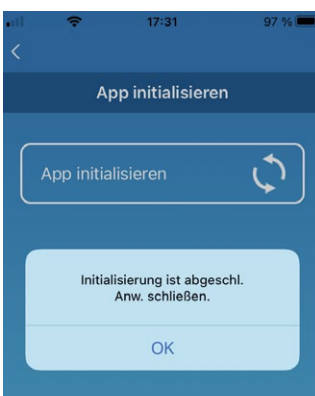 17:31 97 %
App initialisieren
App initialisieren
Initialisierung ist abgeschl.
Anw. schließen.
OK